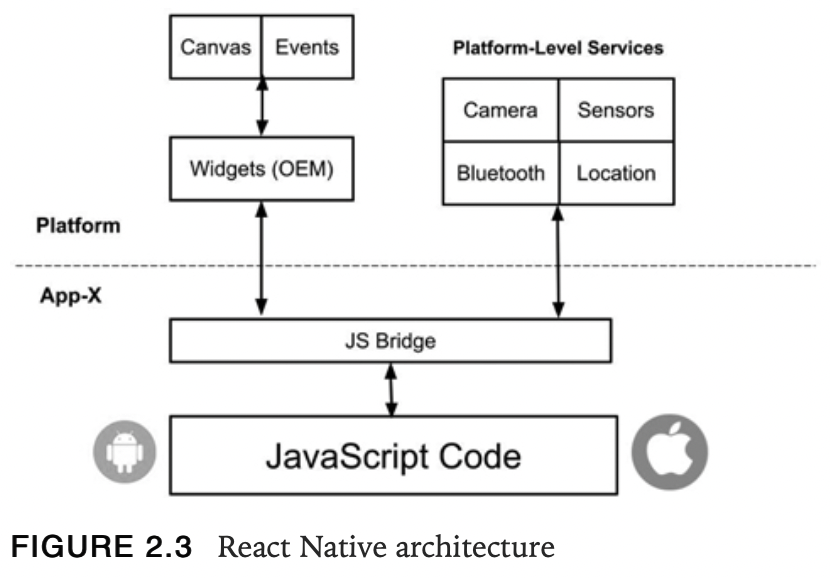 Canvas Events
Platform-Level Services
Camera Sensors
Widgets (OEM)
Bluetooth Location
Platform
App-X
JS Bridge
JavaScript Code
FIGURE 2.3 React Native architecture